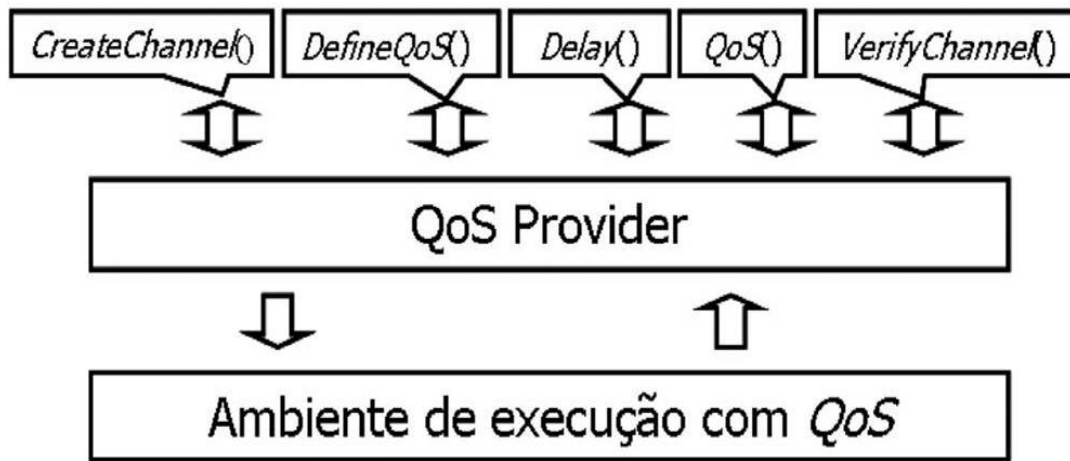 CreateChannel() DefineQoS() Delay() QoS() VerifyChannel()
QoS Provider
Ambiente de execução com QoS